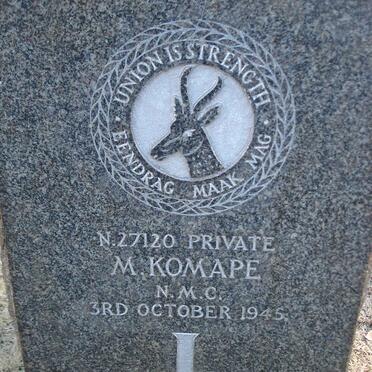 · UNION IS STRENGTH ·
EENDRAG MAAK MAG
N.27120 PRIVATE
M. KOMAPE
N.M.C.
3RD OCTOBER 1945.